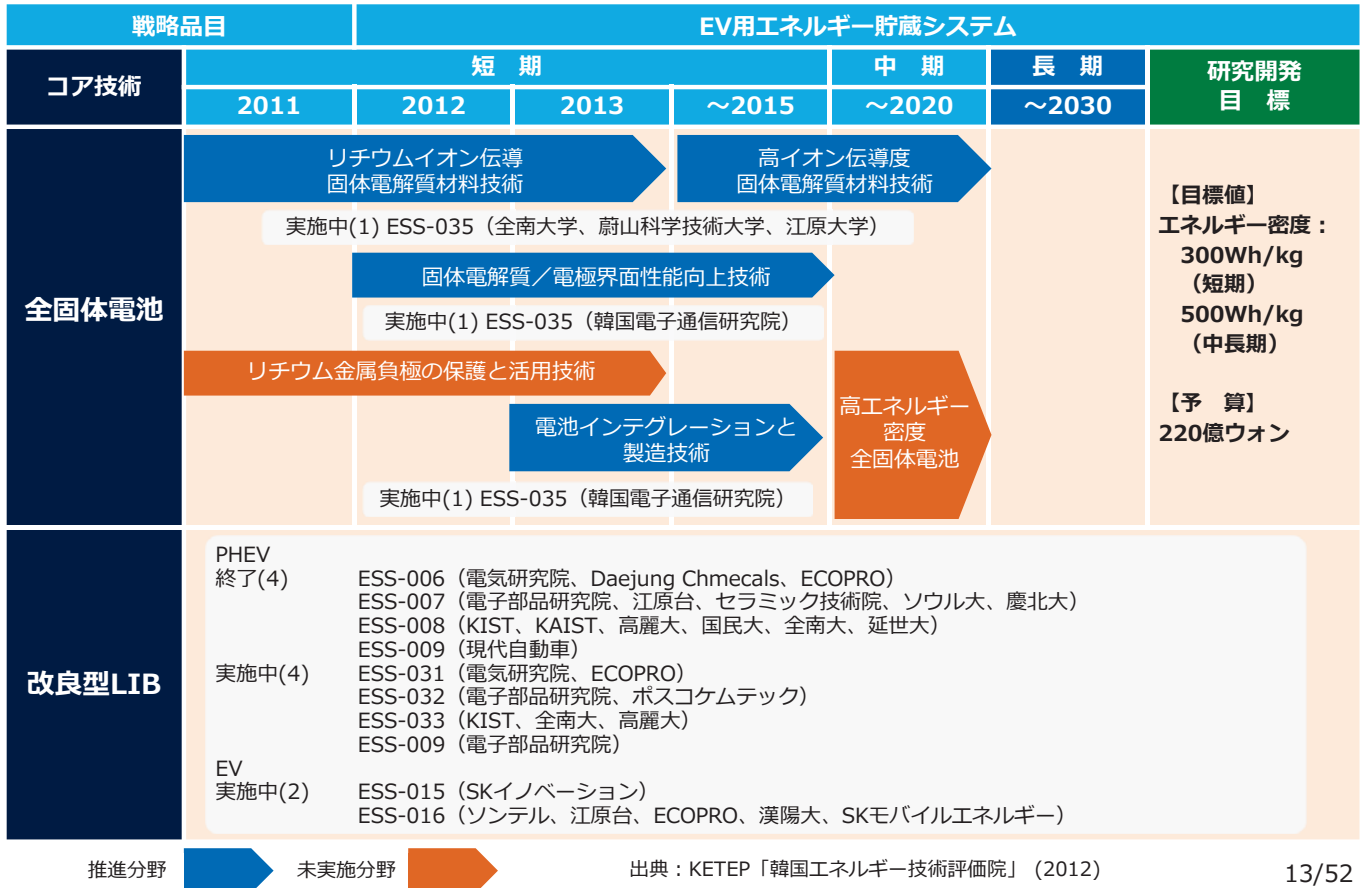 戦略品目
EV用エネルギー貯蔵システム
コア技術
短 期
中 期
長 期
研究開発
目 標
2011
2012
2013
～2015
～2020
～2030
全固体電池
リチウムイオン伝導
固体電解質材料技術
高イオン伝導度
固体電解質材料技術
実施中(1) ESS-035（全南大学、蔚山科学技術大学、江原大学）
固体電解質／電極界面性能向上技術
実施中(1) ESS-035（韓国電子通信研究院）
リチウム金属負極の保護と活用技術
電池インテグレーションと
製造技術
実施中(1) ESS-035（韓国電子通信研究院）
高エネルギー
密度
全固体電池
【目標値】
エネルギー密度：
300Wh/kg
（短期）
500Wh/kg
（中長期）
【予 算】
220億ウォン
改良型LIB
PHEV
終了(4) ESS-006（電気研究院、Daejung Chmecals、ECOPRO）
ESS-007（電子部品研究院、江原台、セラミック技術院、ソウル大、慶北大）
ESS-008（KIST、KAIST、高麗大、国民大、全南大、延世大）
ESS-009（現代自動車）
実施中(4) ESS-031（電気研究院、ECOPRO）
ESS-032（電子部品研究院、ポスコケムテック）
ESS-033（KIST、全南大、高麗大）
ESS-009（電子部品研究院）
EV
実施中(2) ESS-015（SKイノベーション）
ESS-016（ソンテル、江原台、ECOPRO、漢陽大、SKモバイルエネルギー）
推進分野
未実施分野
出典：KETEP「韓国エネルギー技術評価院」 (2012)
13/52